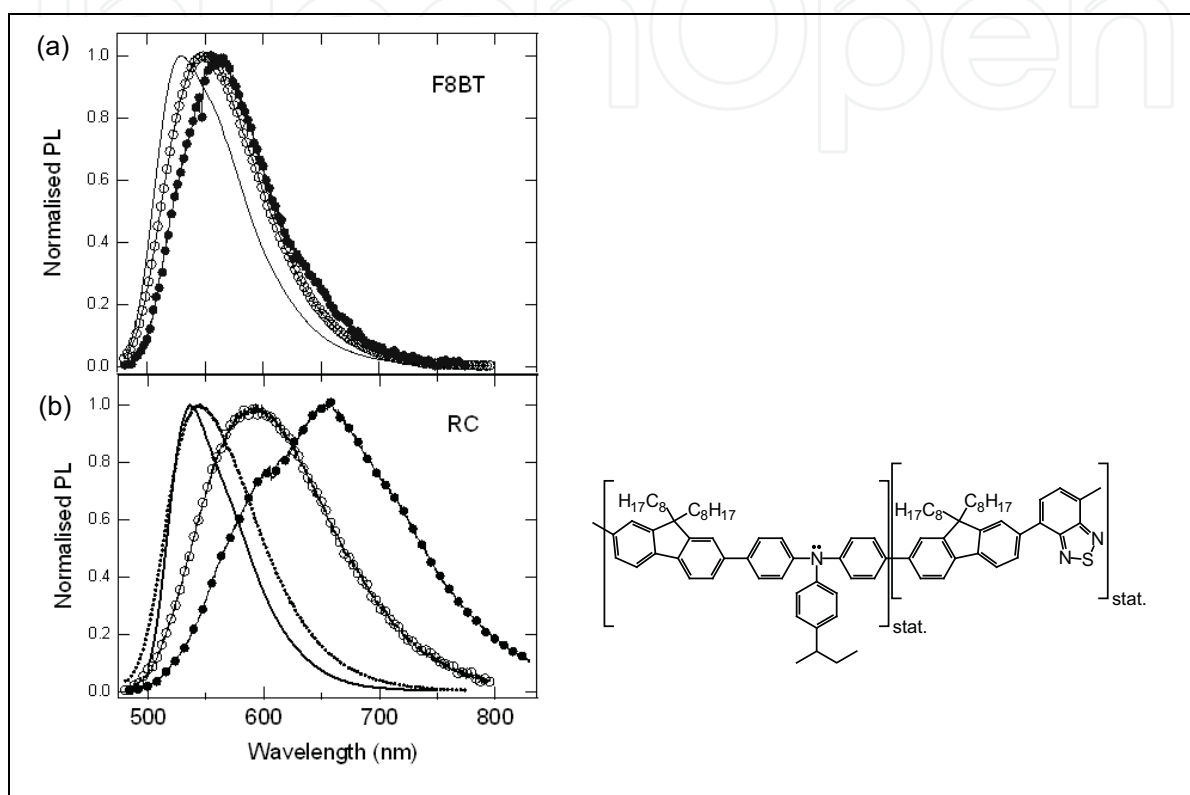 (a)
1.0
F8BT
0.8
Normalised PL
0.6
0.4
0.2
0.0
(b)
1.0
RC
0.8
Normalised PL
0.6
0.4
0.2
0.0
500 600 700 800
Wavelength (nm)
H17C8 C8H17
N
stat.
H17C8 C8H17
N S N
stat.